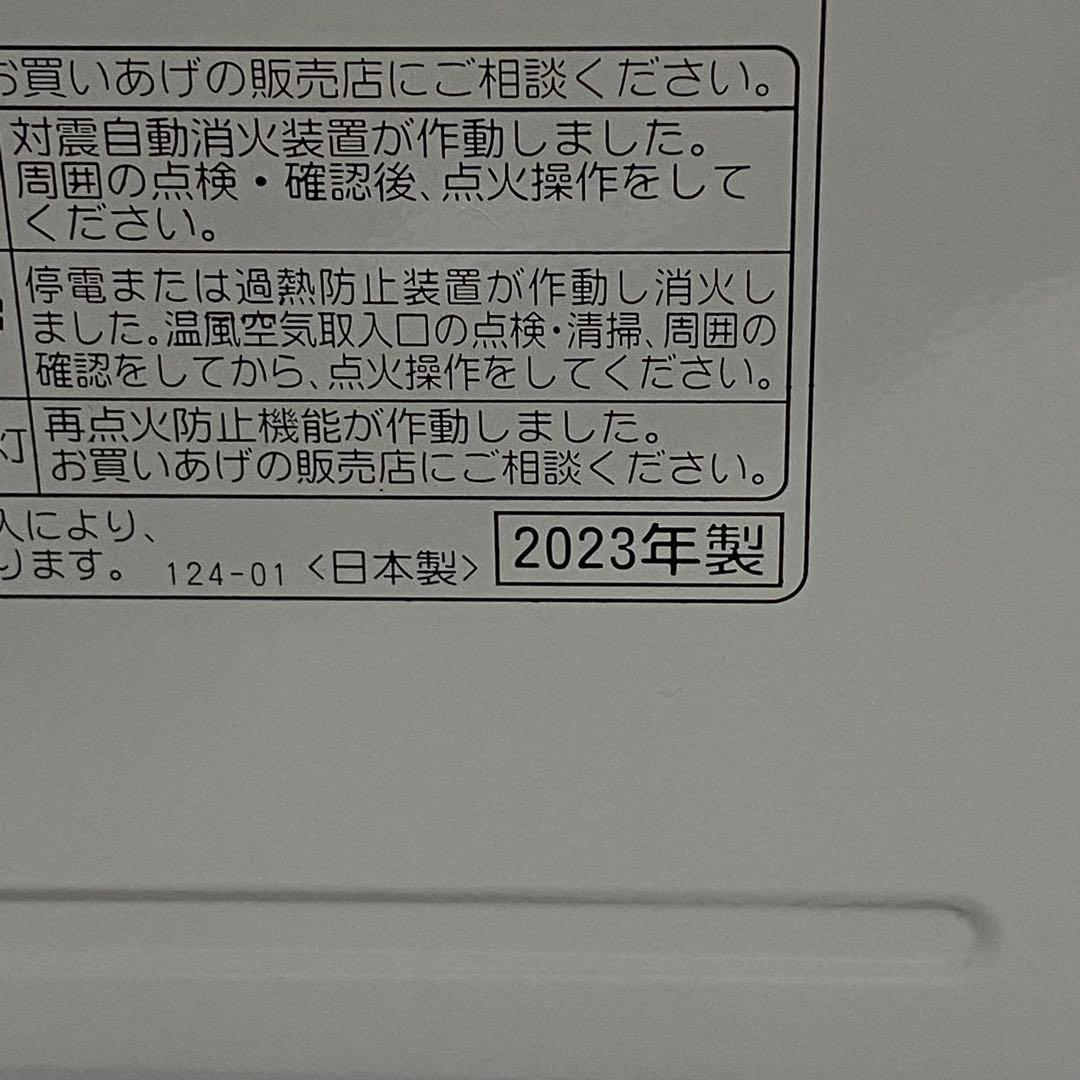 お買いあげの販売店にご相談ください。
対震自動消火装置が作動しました。
周囲の点検・確認後、点火操作をして
ください。
停電または過熱防止装置が作動し消火し
ました。温風空気取入口の点検・清掃、周囲の
確認をしてから、点火操作をしてください。
灯
再点火防止機能が作動しました。
お買いあげの販売店にご相談ください。
入により、
ります。 124-01 <日本製> 2023年製